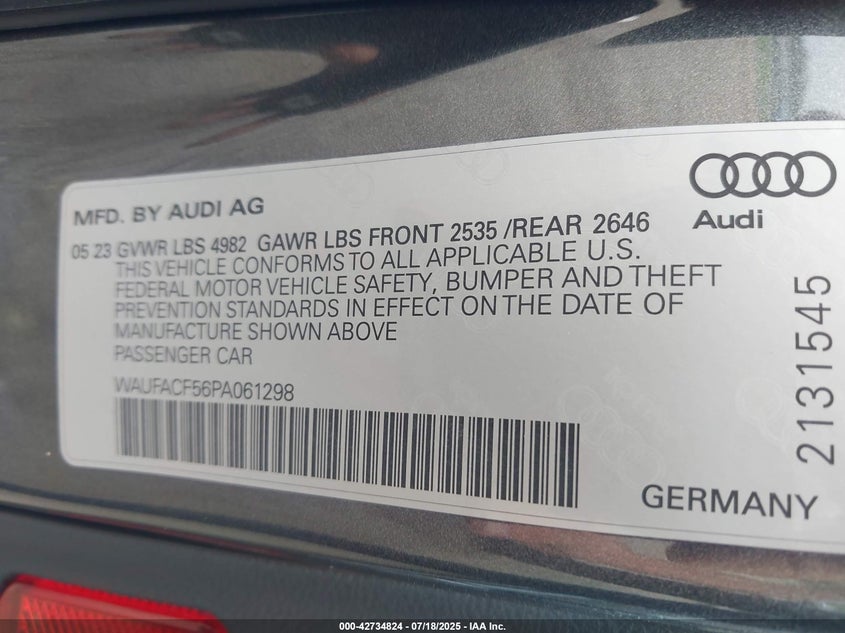 MFD. BY AUDI AG
Audi
05 23 GVWR LBS 4982 GAWR LBS FRONT 2535 /REAR 2646
THIS VEHICLE CONFORMS TO ALL APPLICABLE U.S.
FEDERAL MOTOR VEHICLE SAFETY, BUMPER AND THEFT
PREVENTION STANDARDS IN EFFECT ON THE DATE OF
MANUFACTURE SHOWN ABOVE
PASSENGER CAR
WAUFACF56PA061298
2131545
GERMANY
000-42734824 / 07/18/2025 - IAA Inc.